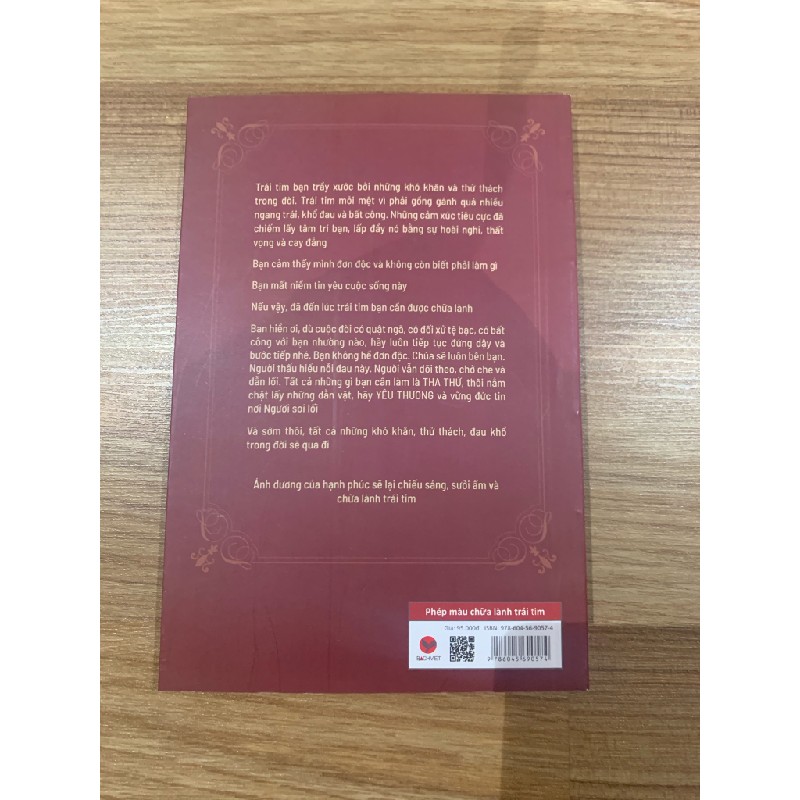 Trái tim bạn trầy xước bởi những khó khăn và thử thách
trong đời. Trái tim mỏi mệt vì phải gồng gánh quá nhiều
ngang trái, khổ đau và bất công. Những cảm xúc tiêu cực đã
chiếm lấy tâm trí bạn, lấp đầy nó bằng sự hoài nghi, thất
vọng và cay đắng
Bạn cảm thấy mình đơn độc và không còn biết phải làm gì
Bạn mất niềm tin yêu cuộc sống này
Nếu vậy, đã đến lúc trái tim bạn cần được chữa lành
Bạn hiền ơi, dù cuộc đời có quật ngã, có đối xử tệ bạc, có bất
công với bạn nhường nào, hãy luôn tiếp tục đứng dậy và
bước tiếp nhé. Bạn không hề đơn độc. Chúa sẽ luôn bên bạn.
Người thấu hiểu nỗi đau này. Người vẫn dõi theo, chở che và
dẫn lối. Tất cả những gì bạn cần làm là THA THỨ, thôi nắm
chặt lấy những dằn vặt, hãy YÊU THƯƠNG và vững đức tin
nơi Người soi lối
Và sớm thôi, tất cả những khó khăn, thử thách, đau khổ
trong đời sẽ qua đi
Ánh dương của hạnh phúc sẽ lại chiếu sáng, sưởi ấm và
chữa lành trái tim
Phép màu chữa lành trái tim
ISBN: 978-604-56-9057-4
BÁCHVIỆT
9 786045 690574